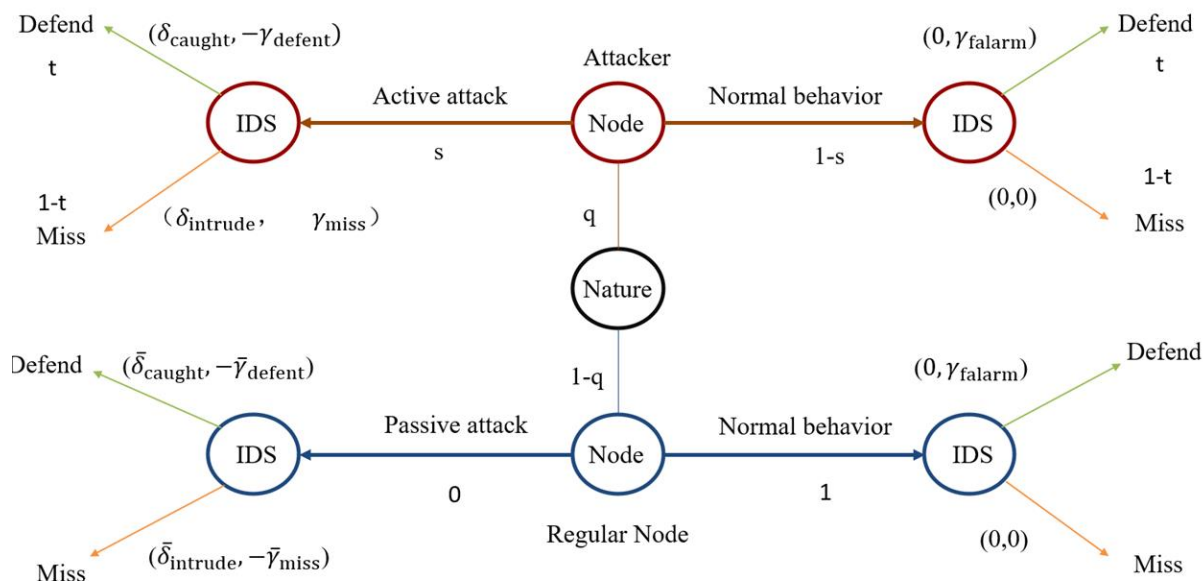 Defend
(δcaught, −γdefent)
(0, γfalarm)
Defend
t
Attacker
t
IDS
Active attack
Node
Normal behavior
IDS
s
1-s
1-t
(δintrude, γmiss)
q
(0,0)
1-t
Miss
Miss
Nature
Defend
(δ̄caught, −γ̄defent)
1-q
(0, γfalarm)
Defend
IDS
Passive attack
Node
Normal behavior
IDS
0
1
Miss
(δ̄intrude, −γ̄miss)
Regular Node
(0,0)
Miss